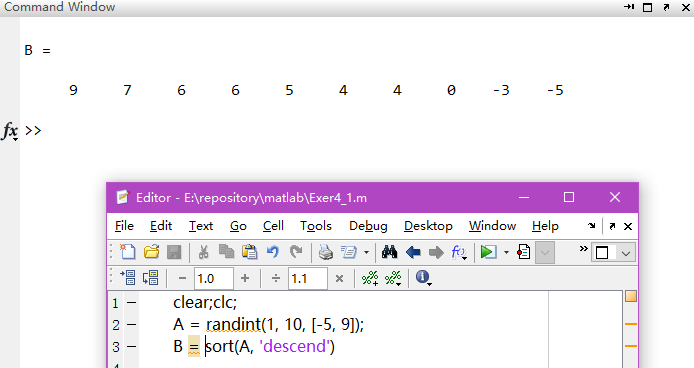 Command Window
B =
9 7 6 6 5 4 4 0 -3 -5
fx >>
Editor - E:\repository\matlab\Exer4_1.m
File Edit Text Go Cell Tools Debug Desktop Window Help
− 1.0 + ÷ 1.1 ×
1 – clear;clc;
2 – A = randint(1, 10, [-5, 9]);
3 – B = sort(A, 'descend')
4